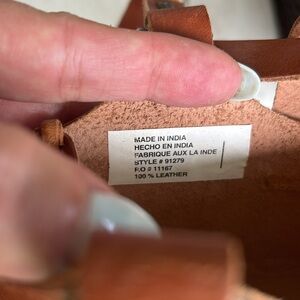 MADE IN INDIA
HECHO EN INDIA
FABRIQUE AUX LA INDE
STYLE # 91279
P.O # 11167
100 % LEATHER